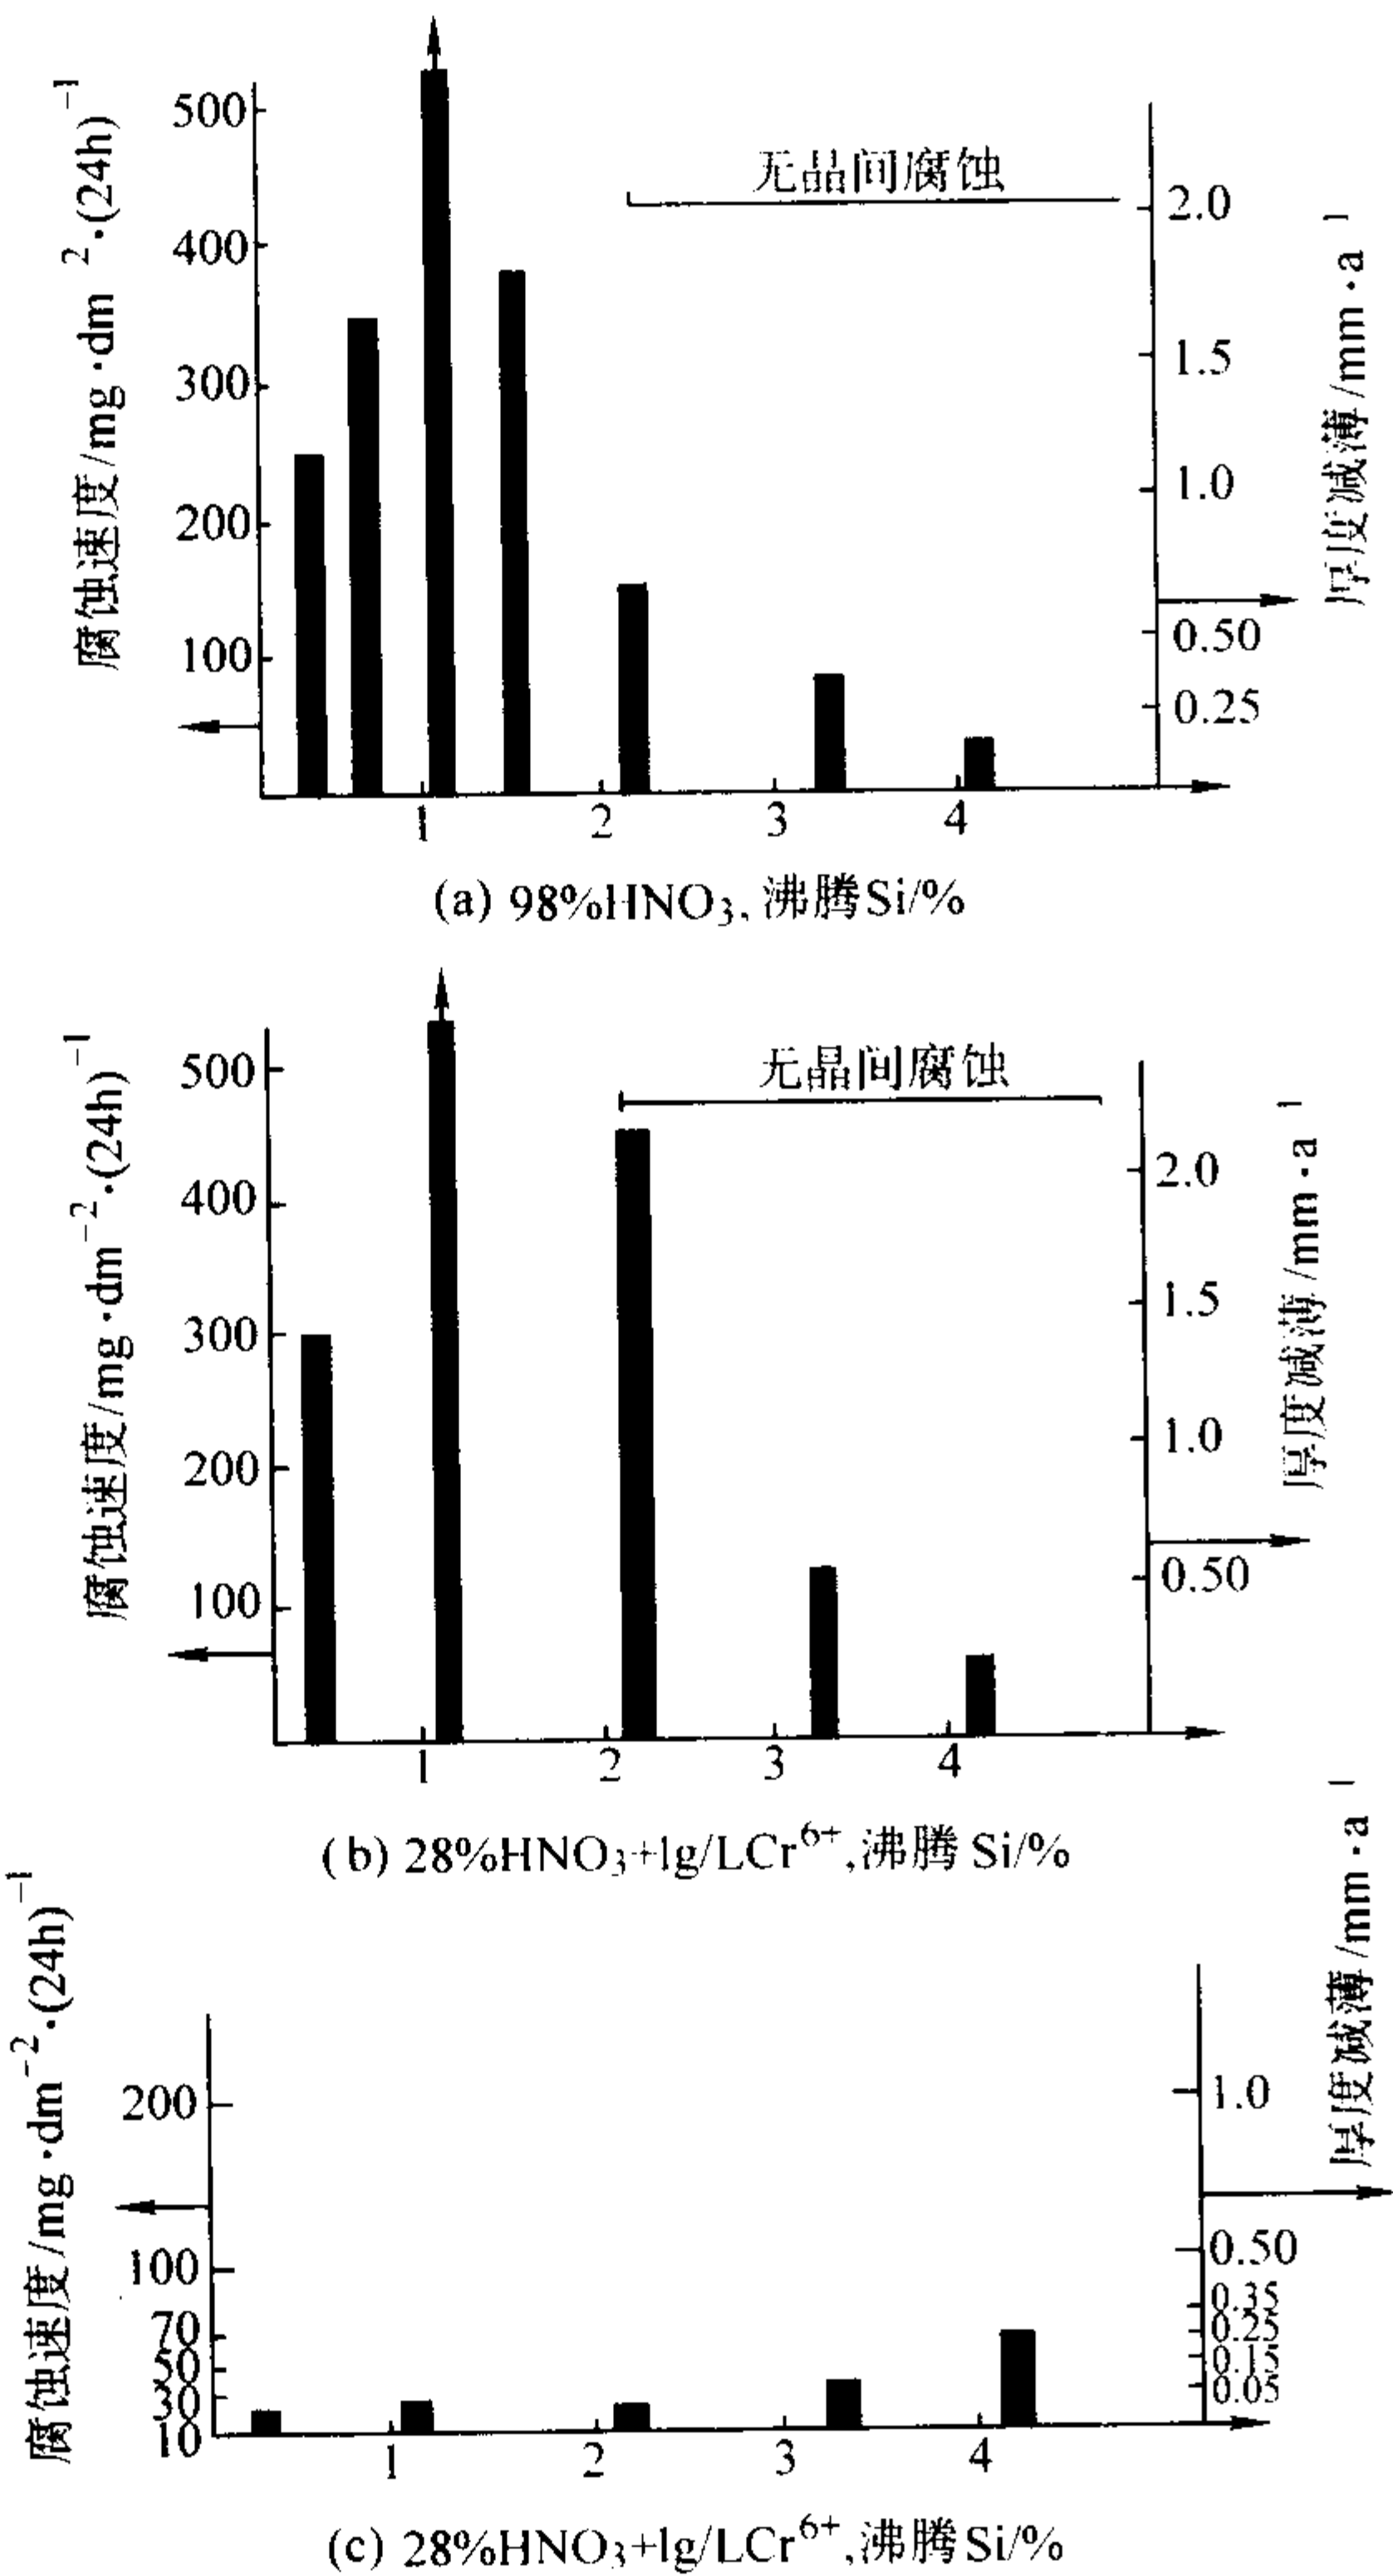 腐蚀速度/mg·dm ²·(24h)⁻¹
500
400
300
200
100
无晶间腐蚀
2.0
1.5
1.0
0.50
0.25
厚度减薄/mm·a ¹
1 2 3 4
(a) 98%HNO₃, 沸腾Si/%
腐蚀速度/mg·dm⁻²·(24h)⁻¹
500
400
300
200
100
无晶间腐蚀
2.0
1.5
1.0
0.50
厚度减薄/mm·a ¹
1 2 3 4
(b) 28%HNO₃+1g/LCr⁶⁺,沸腾Si/%
腐蚀速度/mg·dm⁻²·(24h)⁻¹
200
100
70
50
30
10
1.0
0.50
0.35
0.25
0.15
0.05
厚度减薄/mm·a ¹
1 2 3 4
(c) 28%HNO₃+1g/LCr⁶⁺,沸腾Si/%